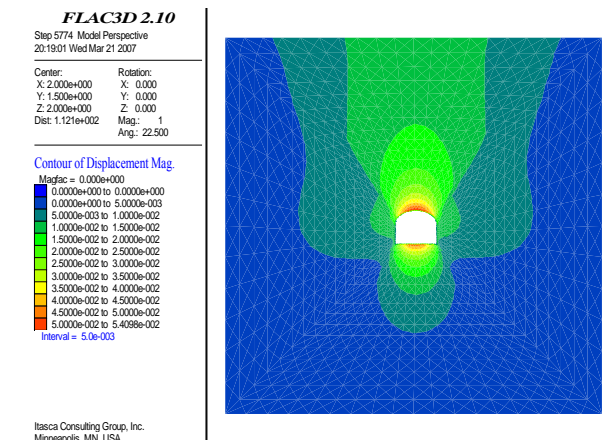 FLAC3D 2.10
Step 5774  Model Perspective
20:19:01 Wed Mar 21 2007
Center:
Rotation:
X: 2.000e+000
X:   0.000
Y: 1.500e+000
Y:   0.000
Z: 2.000e+000
Z:   0.000
Dist: 1.121e+002
Mag.:      1
Ang.:  22.500
Contour of Displacement Mag.
Magfac =  0.000e+000
0.0000e+000 to  0.0000e+000
0.0000e+000 to  5.0000e-003
5.0000e-003 to  1.0000e-002
1.0000e-002 to  1.5000e-002
1.5000e-002 to  2.0000e-002
2.0000e-002 to  2.5000e-002
2.5000e-002 to  3.0000e-002
3.0000e-002 to  3.5000e-002
3.5000e-002 to  4.0000e-002
4.0000e-002 to  4.5000e-002
4.5000e-002 to  5.0000e-002
5.0000e-002 to  5.4098e-002
Interval =  5.0e-003
Itasca Consulting Group, Inc.
Minneapolis, MN  USA